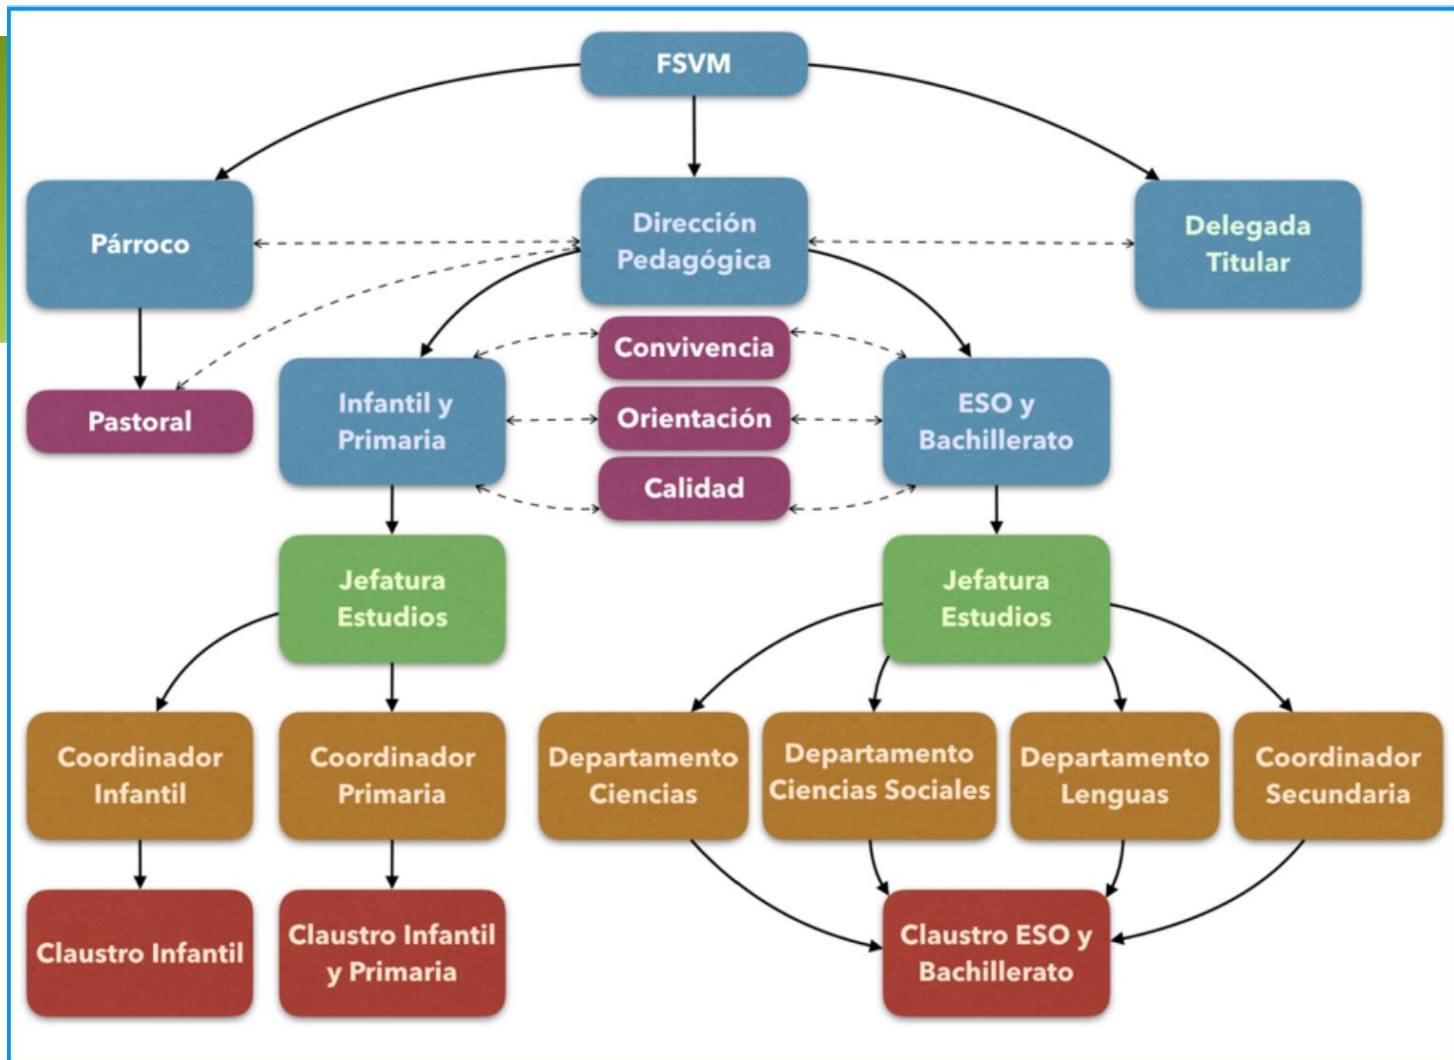 FSVM
Párroco
Dirección
Pedagógica
Delegada
Titular
Convivencia
Pastoral
Infantil y
Primaria
Orientación
ESO y
Bachillerato
Calidad
Jefatura
Estudios
Jefatura
Estudios
Coordinador
Infantil
Coordinador
Primaria
Departamento
Ciencias
Departamento
Ciencias Sociales
Departamento
Lenguas
Coordinador
Secundaria
Claustro Infantil
Claustro Infantil
y Primaria
Claustro ESO y
Bachillerato